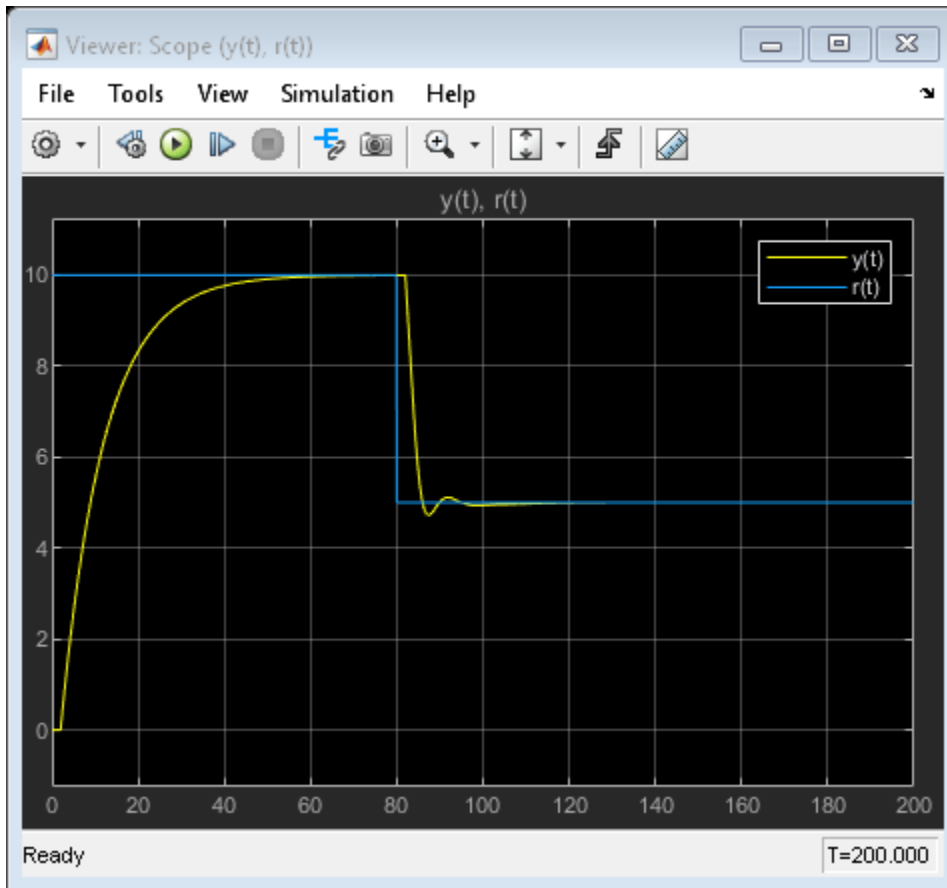 Viewer: Scope (y(t), r(t))
File Tools View Simulation Help
y(t), r(t)
y(t)
r(t)
10
8
6
4
2
0
0 20 40 60 80 100 120 140 160 180 200
Ready T=200.000